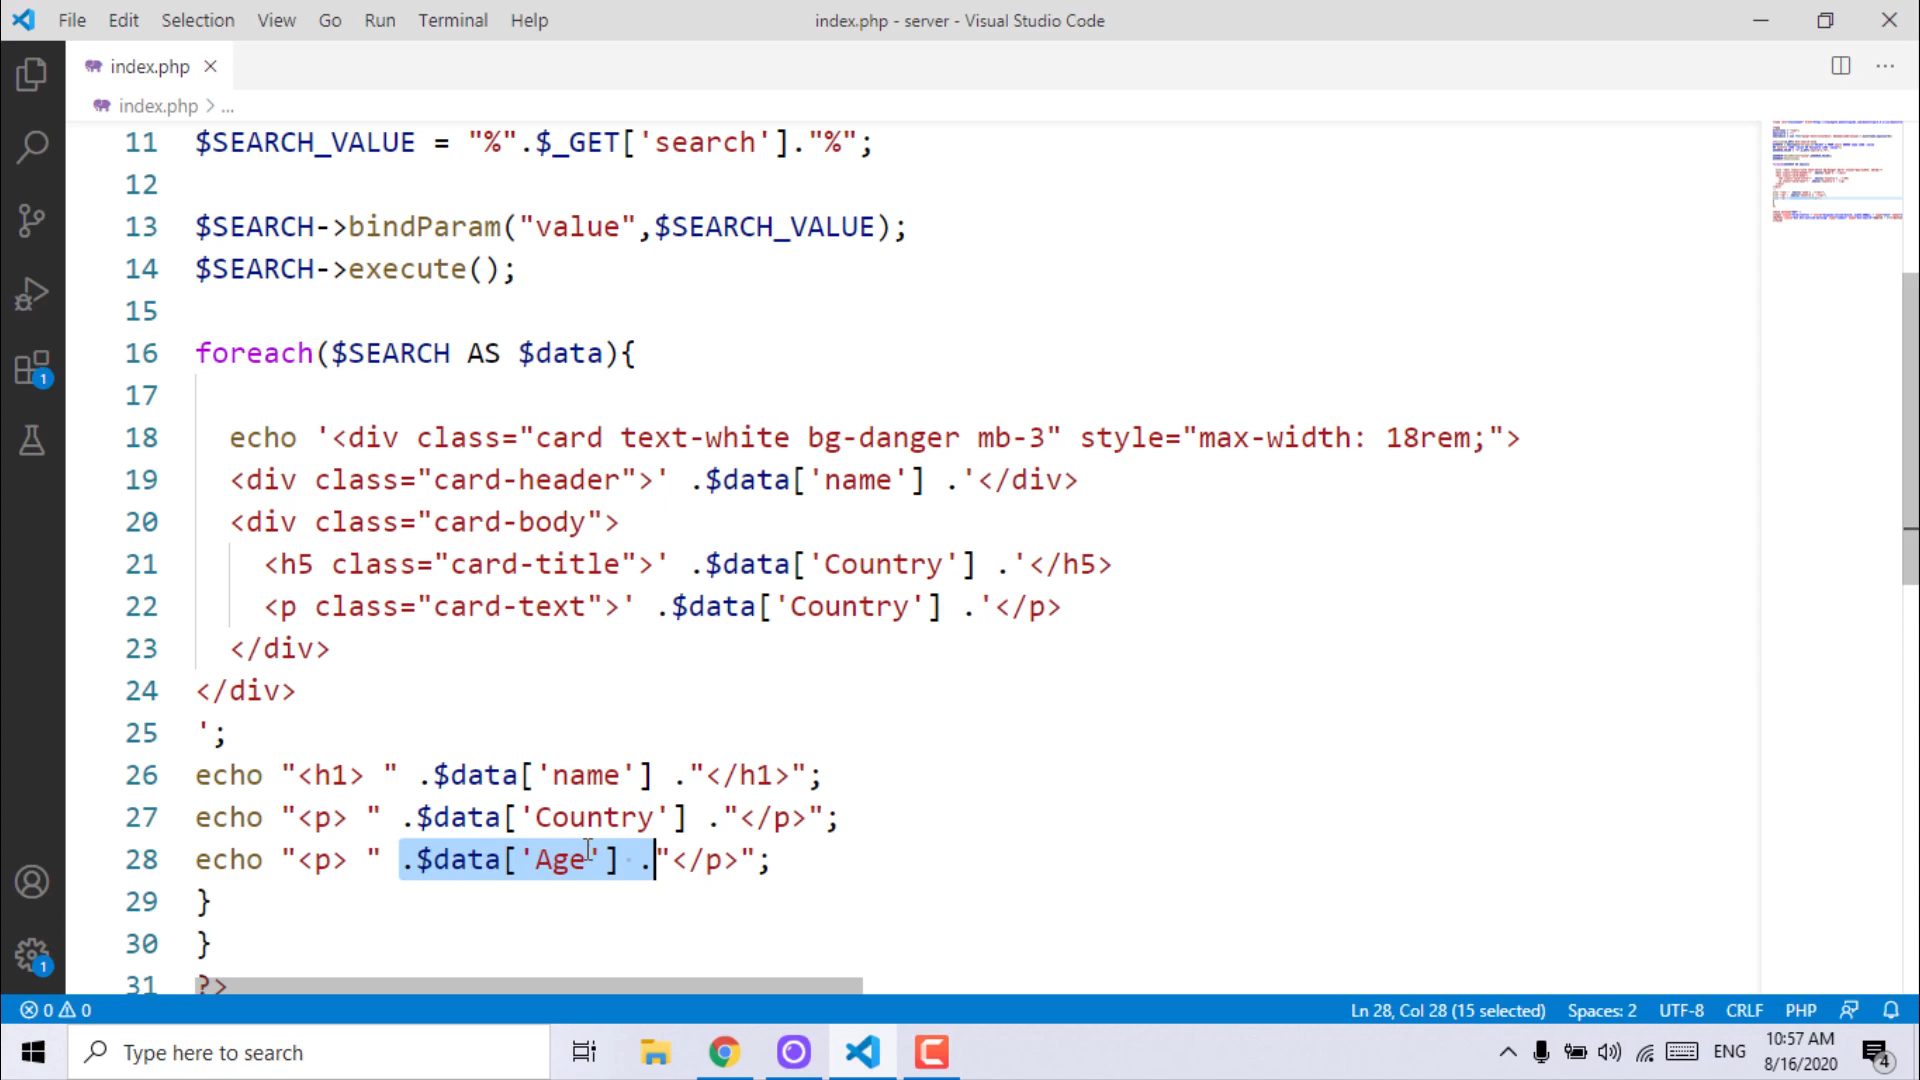 File Edit Selection View Go Run Terminal Help index.php - server - Visual Studio Code
index.php
index.php > ...
11 $SEARCH_VALUE = "%".$_GET['search']."%";
12
13 $SEARCH->bindParam("value",$SEARCH_VALUE);
14 $SEARCH->execute();
15
16 foreach($SEARCH AS $data){
17
18 echo '<div class="card text-white bg-danger mb-3" style="max-width: 18rem;">
19 <div class="card-header">' .$data['name'] .'</div>
20 <div class="card-body">
21 <h5 class="card-title">' .$data['Country'] .'</h5>
22 <p class="card-text">' .$data['Country'] .'</p>
23 </div>
24 </div>
25 ';
26 echo "<h1> " .$data['name'] ."</h1>";
27 echo "<p> " .$data['Country'] ."</p>";
28 echo "<p> " .$data['Age'] ."</p>";
29 }
30 }
31 ?>
1
1
0 0 Ln 28, Col 28 (15 selected) Spaces: 2 UTF-8 CRLF PHP
Type here to search ENG 10:57 AM
8/16/2020 4